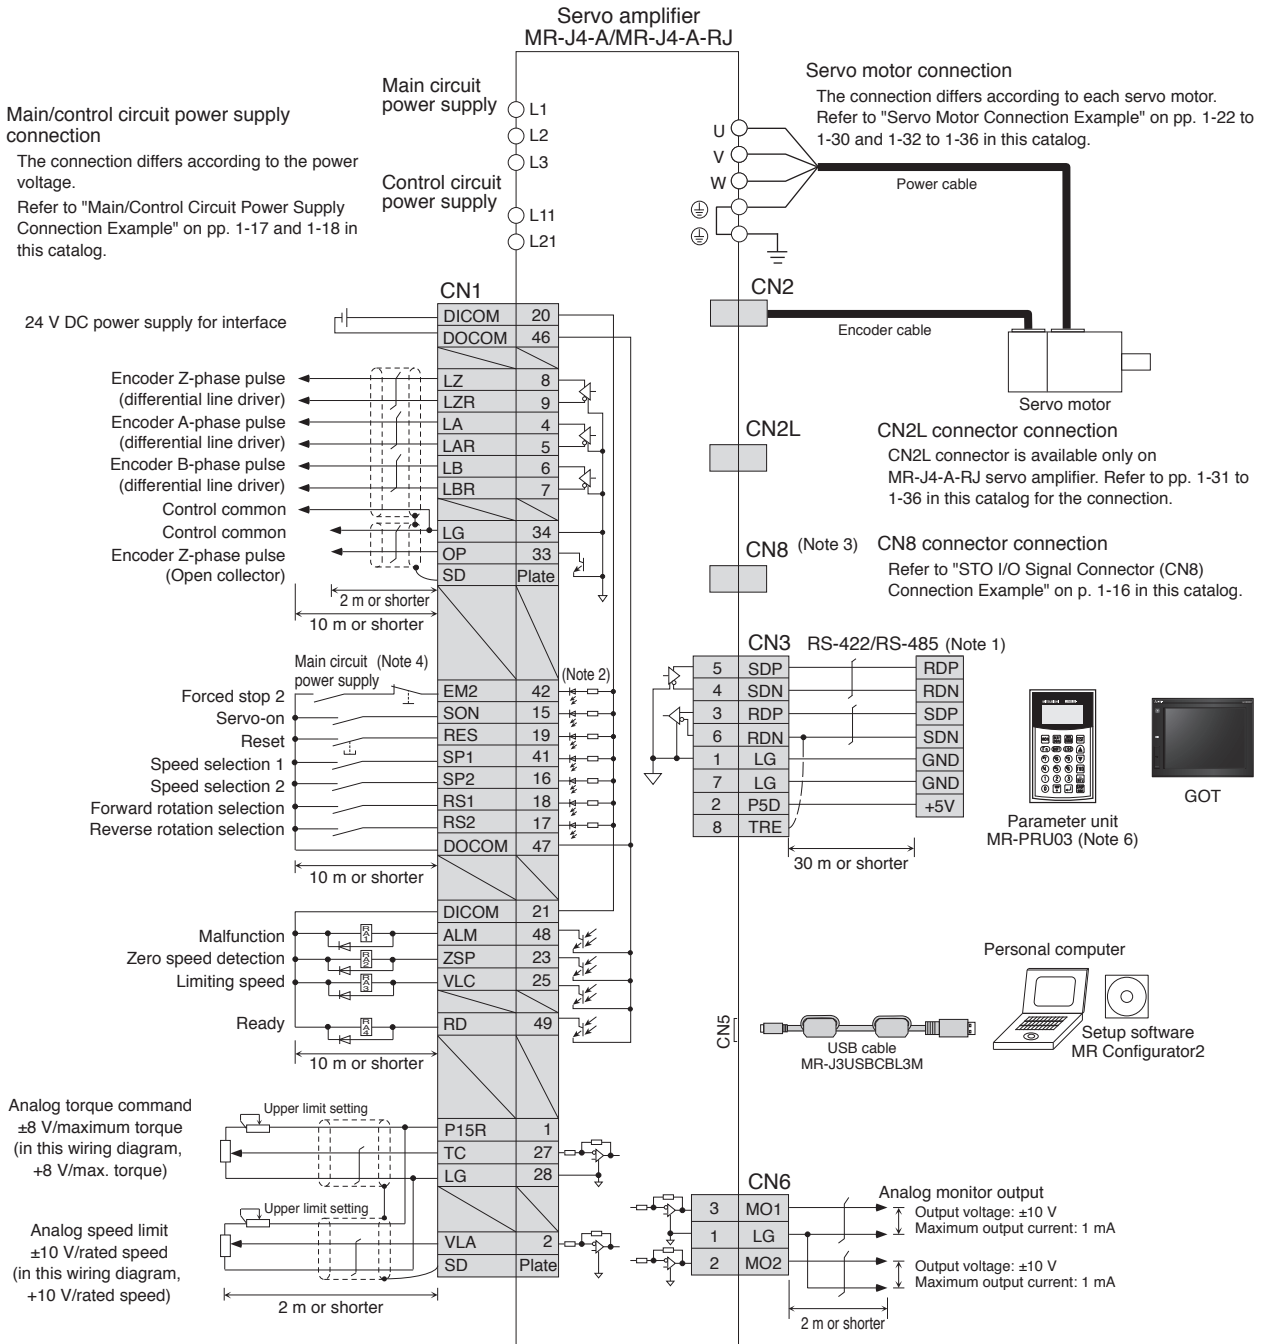 Servo amplifier
MR-J4-A/MR-J4-A-RJ
Main/control circuit power supply
connection
The connection differs according to the power
voltage.
Refer to "Main/Control Circuit Power Supply
Connection Example" on pp. 1-17 and 1-18 in
this catalog.
Main circuit
power supply
L1
L2
L3
Control circuit
power supply
L11
L21
U
V
W
Servo motor connection
The connection differs according to each servo motor.
Refer to "Servo Motor Connection Example" on pp. 1-22 to
1-30 and 1-32 to 1-36 in this catalog.
Power cable
CN2
Encoder cable
Servo motor
CN2L
CN2L connector connection
CN2L connector is available only on
MR-J4-A-RJ servo amplifier. Refer to pp. 1-31 to
1-36 in this catalog for the connection.
CN8 (Note 3)
CN8 connector connection
Refer to "STO I/O Signal Connector (CN8)
Connection Example" on p. 1-16 in this catalog.
CN1
24 V DC power supply for interface
DICOM 20
DOCOM 46
Encoder Z-phase pulse
(differential line driver)
LZ 8
LZR 9
Encoder A-phase pulse
(differential line driver)
LA 4
LAR 5
Encoder B-phase pulse
(differential line driver)
LB 6
LBR 7
Control common
Control common
LG 34
Encoder Z-phase pulse
(Open collector)
OP 33
SD Plate
2 m or shorter
10 m or shorter
Main circuit (Note 4)
power supply
(Note 2)
Forced stop 2 EM2 42
Servo-on SON 15
Reset RES 19
Speed selection 1 SP1 41
Speed selection 2 SP2 16
Forward rotation selection RS1 18
Reverse rotation selection RS2 17
DOCOM 47
10 m or shorter
DICOM 21
Malfunction RA1 ALM 48
Zero speed detection RA2 ZSP 23
Limiting speed RA3 VLC 25
Ready RA4 RD 49
10 m or shorter
Analog torque command
±8 V/maximum torque
(in this wiring diagram,
+8 V/max. torque)
Upper limit setting
P15R 1
TC 27
LG 28
Analog speed limit
±10 V/rated speed
(in this wiring diagram,
+10 V/rated speed)
Upper limit setting
VLA 2
SD Plate
2 m or shorter
CN3 RS-422/RS-485 (Note 1)
5 SDP RDP
4 SDN RDN
3 RDP SDP
6 RDN SDN
1 LG GND
7 LG GND
2 P5D +5V
8 TRE
30 m or shorter
Parameter unit
MR-PRU03 (Note 6)
GOT
CN5
USB cable
MR-J3USBCBL3M
Personal computer
Setup software
MR Configurator2
CN6
3 MO1
1 LG
2 MO2
Analog monitor output
Output voltage: ±10 V
Maximum output current: 1 mA
Output voltage: ±10 V
Maximum output current: 1 mA
2 m or shorter